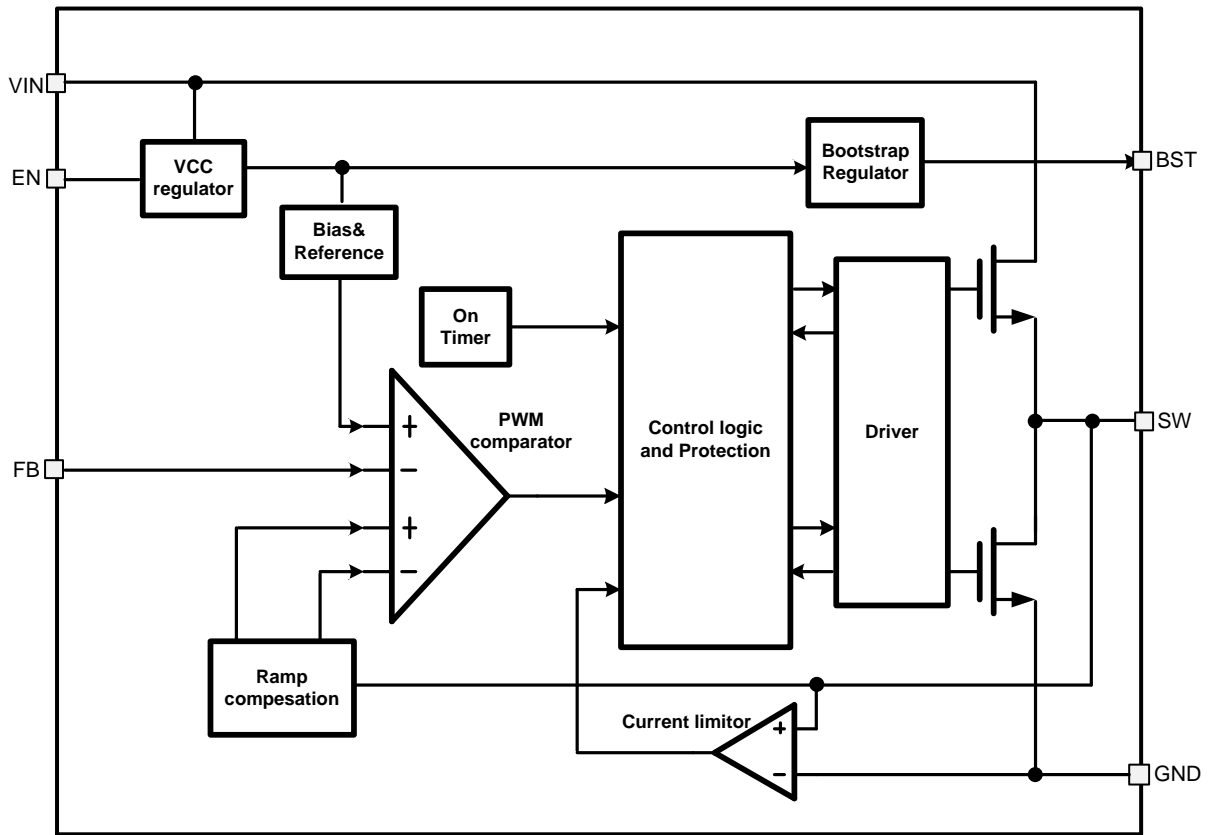 VIN
VCC
regulator
EN
Bootstrap
Regulator
BST
Bias&
Reference
On
Timer
+
PWM
comparator
−
FB
+
−
Control logic
and Protection
Driver
SW
Ramp
compesation
Current limitor
+
−
GND